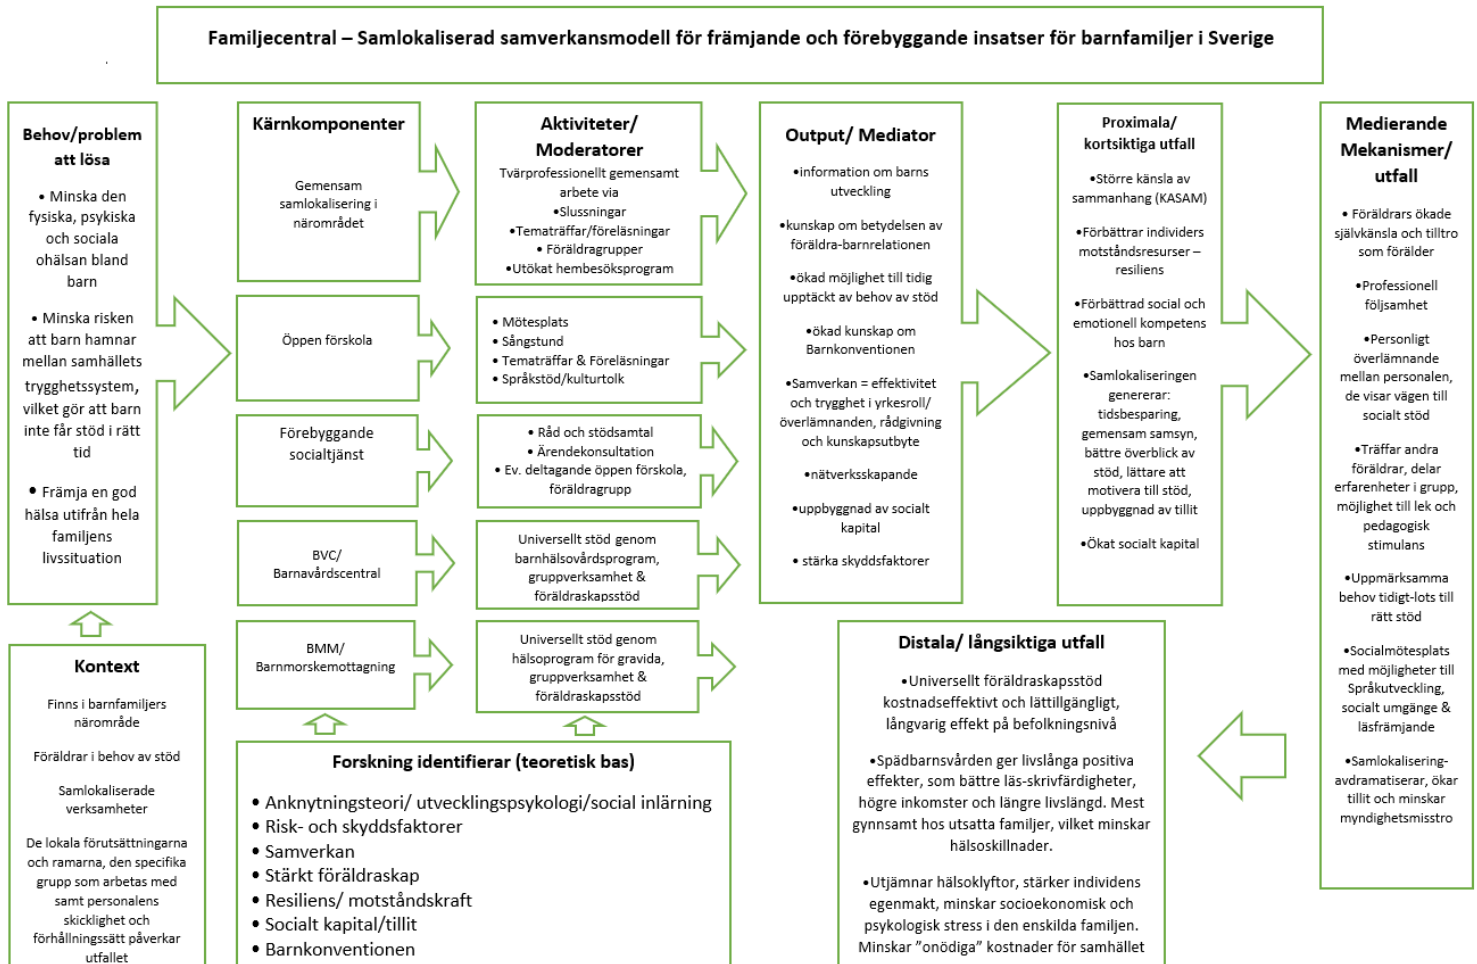 Familjecentral – Samlokaliserad samverkansmodell för främjande och förebyggande insatser för barnfamiljer i Sverige
Behov/problem
att lösa
• Minska den
fysiska, psykiska
och sociala
ohälsan bland
barn
• Minska risken
att barn hamnar
mellan samhällets
trygghetssystem,
vilket gör att barn
inte får stöd i rätt
tid
• Främja en god
hälsa utifrån hela
familjens
livssituation
Kontext
Finns i barnfamiljers
närområde
Föräldrar i behov av stöd
Samlokaliserade
verksamheter
De lokala förutsättningarna
och ramarna, den specifika
grupp som arbetas med
samt personalens
skicklighet och
förhållningssätt påverkar
utfallet
Kärnkomponenter
Gemensam
samlokalisering i
närområdet
Öppen förskola
Förebyggande
socialtjänst
BVC/
Barnavårdscentral
BMM/
Barnmorskemottagning
Aktiviteter/
Moderatorer
Tvärprofessionellt gemensamt
arbete via
•Slussningar
•Tematräffar/föreläsningar
• Föräldragrupper
•Utökat hembesöksprogram
• Mötesplats
• Sångstund
• Tematräffar & Föreläsningar
• Språkstöd/kulturtolk
• Råd och stödsamtal
• Ärendekonsultation
• Ev. deltagande öppen förskola,
föräldragrupp
Universellt stöd genom
barnhälsovårdsprogram,
gruppverksamhet &
föräldraskapsstöd
Universellt stöd genom
hälsoprogram för gravida,
gruppverksamhet &
föräldraskapsstöd
Forskning identifierar (teoretisk bas)
• Anknytningsteori/ utvecklingspsykologi/social inlärning
• Risk- och skyddsfaktorer
• Samverkan
• Stärkt föräldraskap
• Resiliens/ motståndskraft
• Socialt kapital/tillit
• Barnkonventionen
Output/ Mediator
•information om barns
utveckling
•kunskap om betydelsen av
föräldra-barnrelationen
•ökad möjlighet till tidig
upptäckt av behov av stöd
•ökad kunskap om
Barnkonventionen
•Samverkan = effektivitet
och trygghet i yrkesroll/
överlämnanden, rådgivning
och kunskapsutbyte
•nätverksskapande
•uppbyggnad av socialt
kapital
• stärka skyddsfaktorer
Proximala/
kortsiktiga utfall
•Större känsla av
sammanhang (KASAM)
•Förbättrar individers
motståndsresurser –
resiliens
•Förbättrad social och
emotionell kompetens
hos barn
•Samlokaliseringen
genererar:
tidsbesparing,
gemensam samsyn,
bättre överblick av
stöd, lättare att
motivera till stöd,
uppbyggnad av tillit
•Ökat socialt kapital
Medierande
Mekanismer/
utfall
• Föräldrars ökade
självkänsla och tilltro
som förälder
•Professionell
följsamhet
•Personligt
överlämnande
mellan personalen,
de visar vägen till
socialt stöd
•Träffar andra
föräldrar, delar
erfarenheter i grupp,
möjlighet till lek och
pedagogisk
stimulans
•Uppmärksamma
behov tidigt-lots till
rätt stöd
•Socialmötesplats
med möjligheter till
Språkutveckling,
socialt umgänge &
läsfrämjande
•Samlokalisering-
avdramatiserar, ökar
tillit och minskar
myndighetsmisstro
Distala/ långsiktiga utfall
•Universellt föräldraskapsstöd
kostnadseffektivt och lättillgängligt,
långvarig effekt på befolkningsnivå
•Spädbarnsvården ger livslånga positiva
effekter, som bättre läs-skrivfärdigheter,
högre inkomster och längre livslängd. Mest
gynnsamt hos utsatta familjer, vilket minskar
hälsoskillnader.
•Utjämnar hälsoklyftor, stärker individens
egenmakt, minskar socioekonomisk och
psykologisk stress i den enskilda familjen.
Minskar ”onödiga” kostnader för samhället